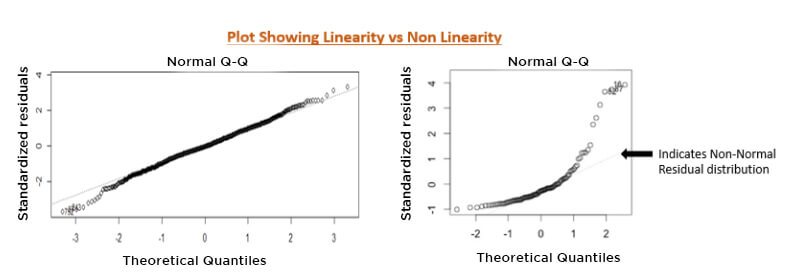 Plot Showing Linearity vs Non Linearity
Normal Q-Q
Standardized residuals
4
2
0
-2
-3
-2
-1
0
1
2
3
Theoretical Quantiles
Normal Q-Q
Standardized residuals
4
3
2
1
0
-1
-2
-1
0
1
2
Theoretical Quantiles
Indicates Non-Normal
Residual distribution